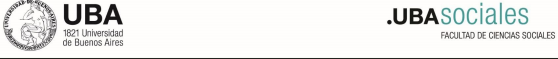 UBA
1821 Universidad
de Buenos Aires
.UBAsociales
FACULTAD DE CIENCIAS SOCIALES